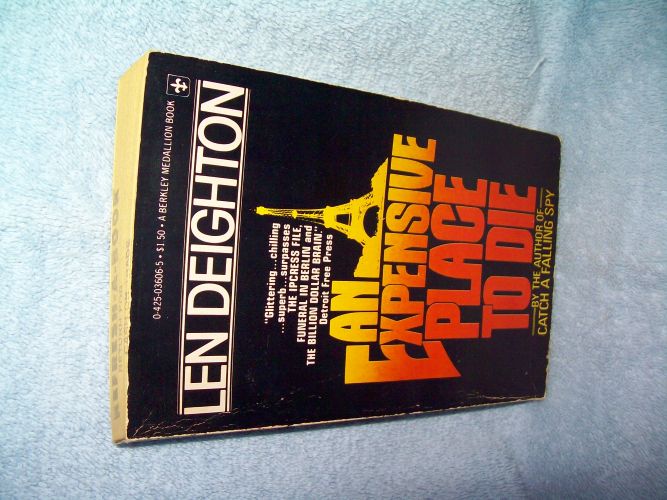 0-425-03606-5 • $1.50 • A BERKLEY MEDALLION BOOK
LEN DEIGHTON
"Glittering...chilling
...superb...surpasses
THE IPCRESS FILE,
FUNERAL IN BERLIN and
THE BILLION DOLLAR BRAIN."
Detroit Free Press
AN
EXPENSIVE
PLACE
TO DIE
BY THE AUTHOR OF
CATCH A FALLING SPY